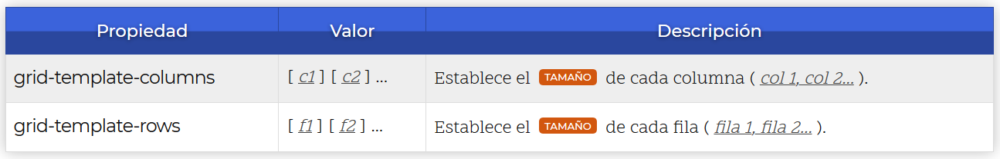 Propiedad Valor Descripción
grid-template-columns [ c1 ] [ c2 ] ... Establece el TAMAÑO de cada columna ( col 1, col 2... ).
grid-template-rows [ f1 ] [ f2 ] ... Establece el TAMAÑO de cada fila ( fila 1, fila 2... ).